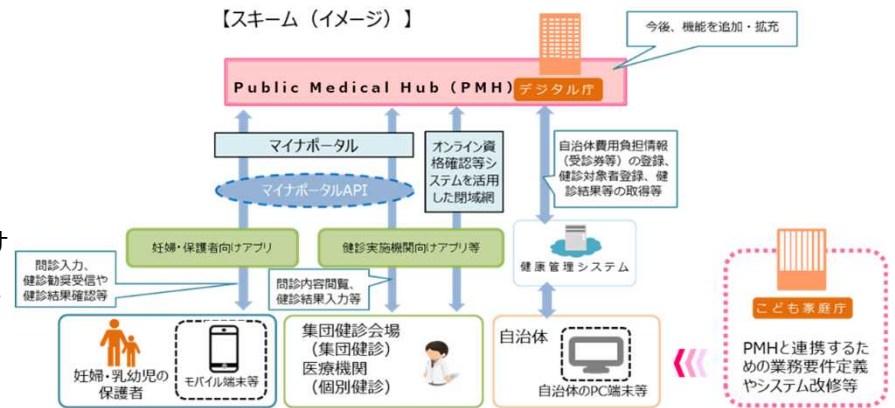 【スキーム（イメージ）】
今後、機能を追加・拡充
Public Medical Hub（PMH）
デジタル庁
マイナポータル
オンライン資
格確認等シ
ステムを活用
した閉域網
自治体費用負担情報
（受診券等）の登録、
健診対象者登録、健
診結果等の取得等
マイナポータルAPI
妊婦・保護者向けアプリ
健診実施機関向けアプリ等
健康管理システム
問診入力、
健診勧奨受信や
健診結果確認等
問診内容閲覧、
健診結果入力等
こども家庭庁
妊婦・乳幼児の
保護者
モバイル端末等
集団健診会場
（集団健診）
医療機関
（個別健診）
自治体
自治体のPC端末等
PMHと連携するた
めの業務要件定義
やシステム改修等